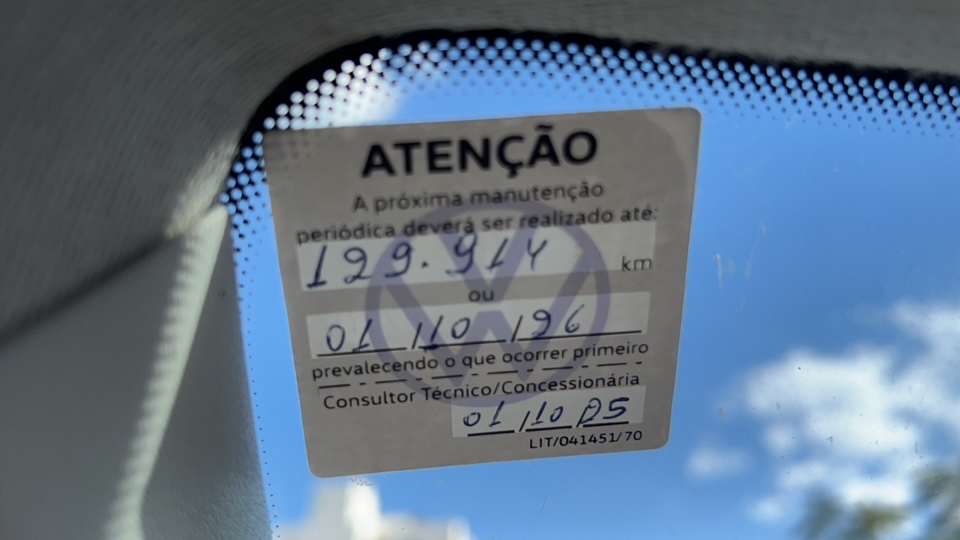 ATENÇÃO
A próxima manutenção
periódica deverá ser realizado até:
129.914 km
ou
01/10/26
prevalecendo o que ocorrer primeiro
Consultor Técnico/Concessionária
01/10/25
LIT/041451/70